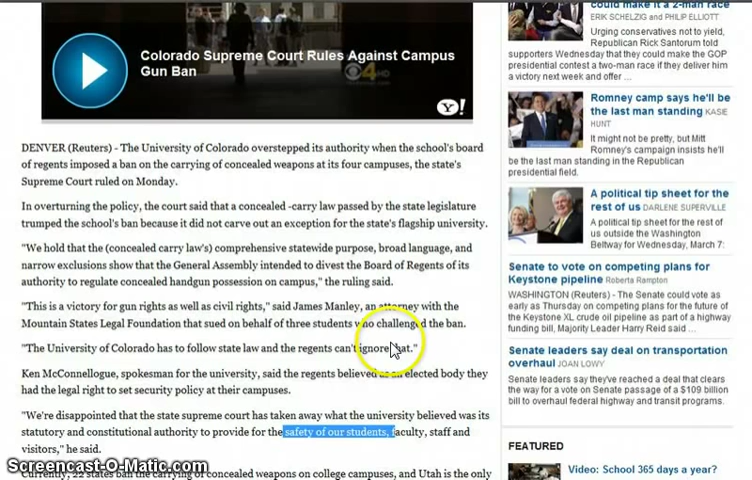 Colorado Supreme Court Rules Against Campus
Gun Ban
Y!
DENVER (Reuters) - The University of Colorado overstepped its authority when the school's board
of regents imposed a ban on the carrying of concealed weapons at its four campuses, the state's
Supreme Court ruled on Monday.
In overturning the policy, the court said that a concealed -carry law passed by the state legislature
trumped the school's ban because it did not carve out an exception for the state's flagship university.
"We hold that the (concealed carry law's) comprehensive statewide purpose, broad language, and
narrow exclusions show that the General Assembly intended to divest the Board of Regents of its
authority to regulate concealed handgun possession on campus," the ruling said.
"This is a victory for gun rights as well as civil rights," said James Manley, an attorney with the
Mountain States Legal Foundation that sued on behalf of three students who challenged the ban.
"The University of Colorado has to follow state law and the regents can't ignore that."
Ken McConnellogue, spokesman for the university, said the regents believed as an elected body they
had the legal right to set security policy at their campuses.
"We're disappointed that the state supreme court has taken away what the university believed was its
statutory and constitutional authority to provide for the safety of our students, faculty, staff and
visitors," he said.
Currently, 22 states ban the carrying of concealed weapons on college campuses, and Utah is the only
Screencast-O-Matic.com
could make it a 2-man race
ERIK SCHELZIG and PHILIP ELLIOTT
Urging conservatives not to yield,
Republican Rick Santorum told
supporters Wednesday that they could make the GOP
presidential contest a two-man race if they deliver him
a victory next week and offer ...
Romney camp says he'll be
the last man standing KASIE
HUNT
It might not be pretty, but Mitt
Romney's campaign insists he'll
be the last man standing in the Republican
presidential field.
A political tip sheet for the
rest of us DARLENE SUPERVILLE
A political tip sheet for the rest
of us outside the Washington
Beltway for Wednesday, March 7:
Senate to vote on competing plans for
Keystone pipeline Roberta Rampton
WASHINGTON (Reuters) - The Senate could vote as
early as Thursday on competing plans for the future of
the Keystone XL crude oil pipeline as part of a highway
funding bill, Majority Leader Harry Reid said ...
Senate leaders say deal on transportation
overhaul JOAN LOWY
Senate leaders say they've reached a deal that clears
the way for a vote on Senate passage of a $109 billion
bill to overhaul federal highway and transit programs.
FEATURED
Video: School 365 days a year?